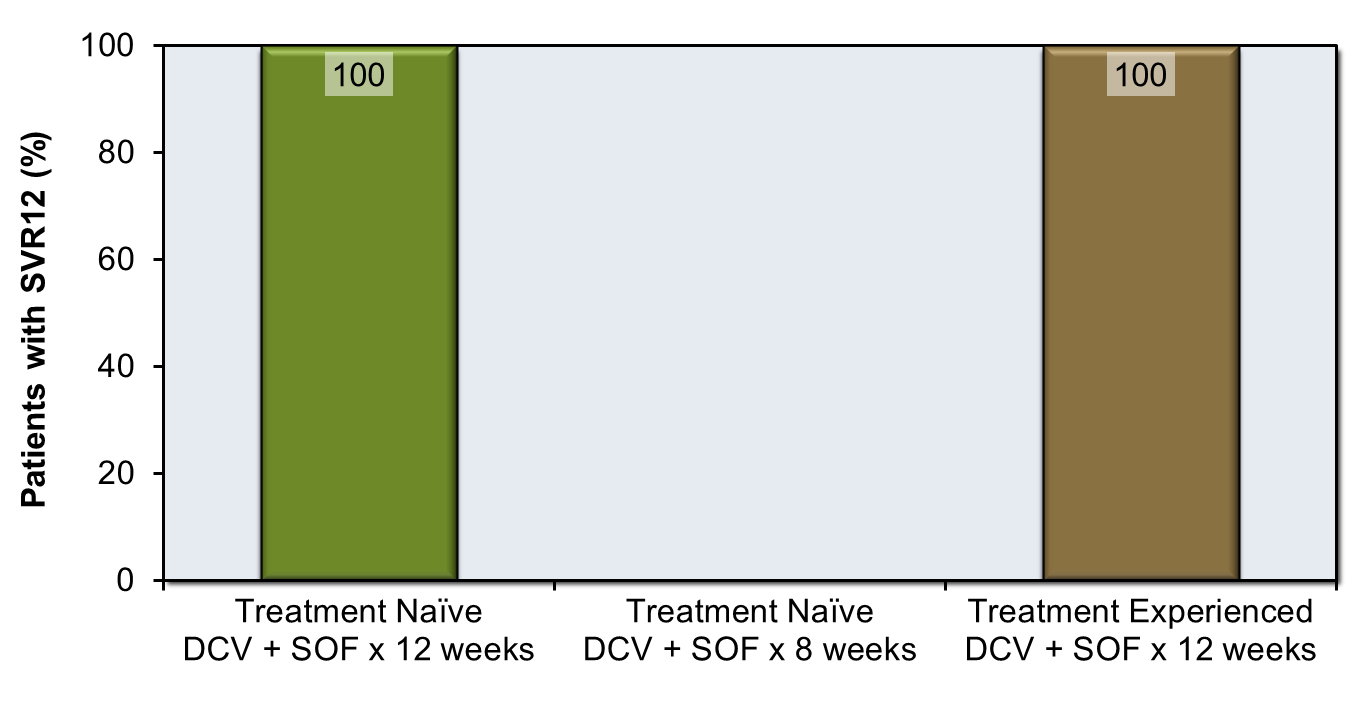 Patients with SVR12 (%)
100
80
60
40
20
0
100
100
Treatment Naïve
DCV + SOF x 12 weeks
Treatment Naïve
DCV + SOF x 8 weeks
Treatment Experienced
DCV + SOF x 12 weeks